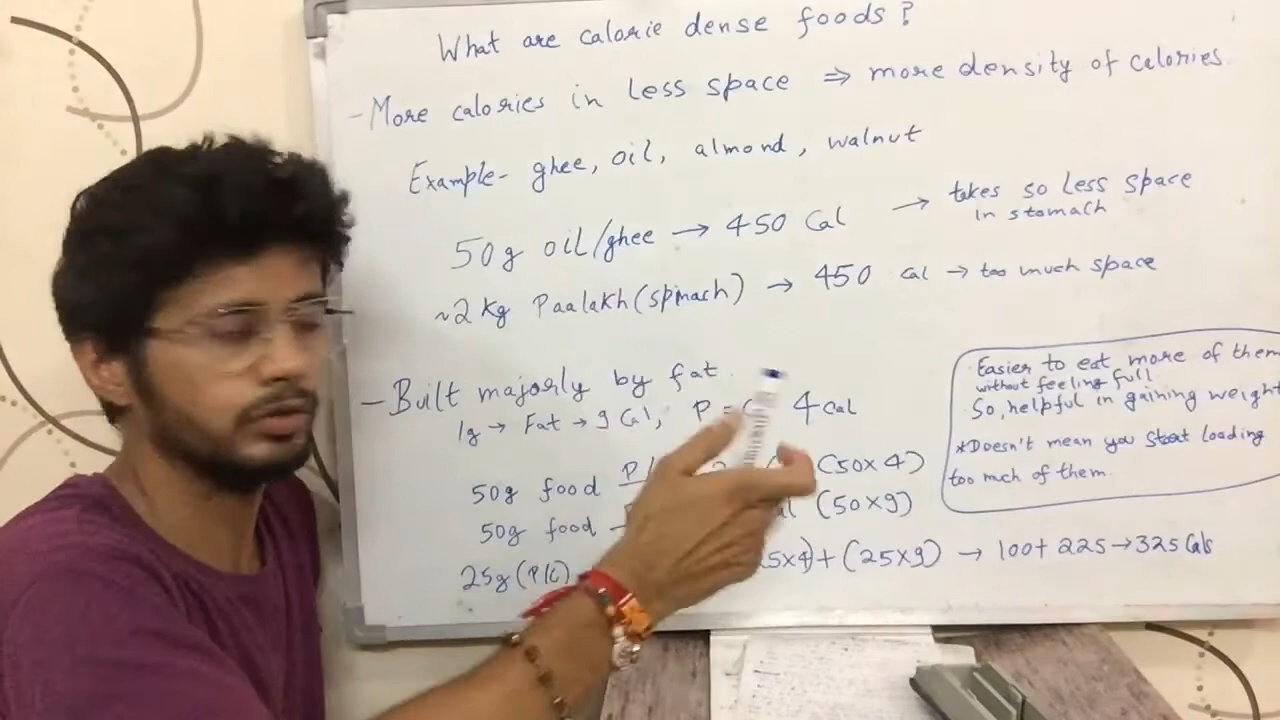 What are calorie dense foods?
- More calories in less space ⇒ more density of calories.
Example- ghee, oil, almond, walnut
50g oil/ghee → 450 Cal → takes so less space
in stomach
~2 Kg Paalakh (spinach) → 450 Cal → too much space
- Built majorly by fat.
1g → Fat → 9 Cal, P = 4 Cal
50g food P/ (50x4)
50g food (50x9)
25g (P/C) 5x4)+(25x9) → 100+ 225 → 325 Cals
Easier to eat more of them
without feeling full
So, helpful in gaining weight
*Doesn't mean you start loading
too much of them.